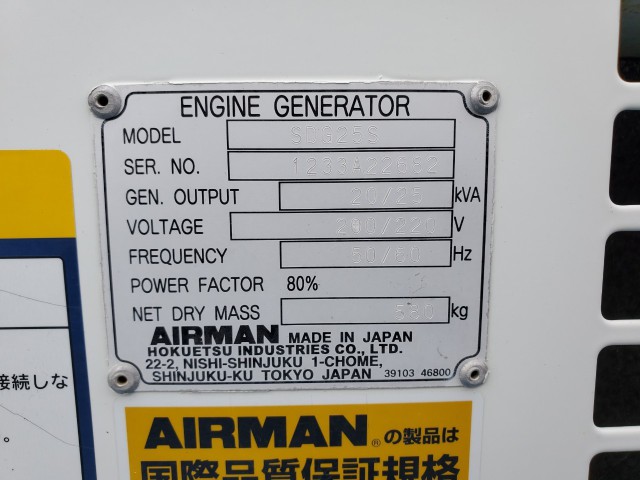 ENGINE GENERATOR
MODEL SDG25S
SER. NO.
GEN. OUTPUT 20/25 kVA
VOLTAGE 200/220 V
FREQUENCY 50/60 Hz
POWER FACTOR 80% 3
NET DRY MASS kg
AIRMAN MADE IN JAPAN
HOKUETSU INDUSTRIES CO., LTD.
22-2, NISHI-SHINJUKU 1-CHOME,
SHINJUKU-KU TOKYO JAPAN 39103 46800
接続しな
。
AIRMAN®の製品は
国際品質保証規格